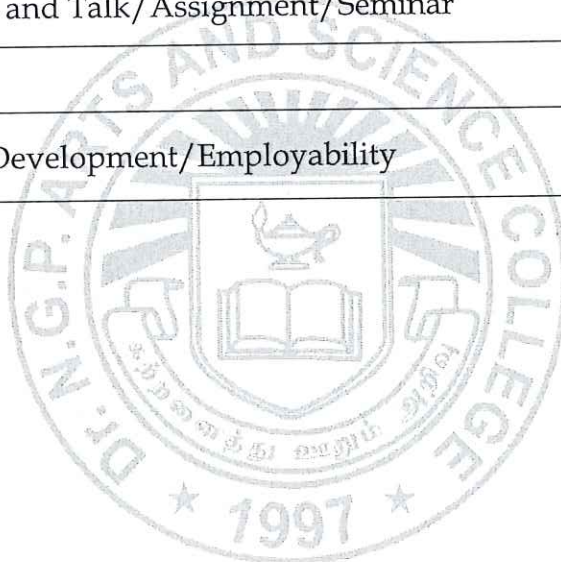 and Talk/Assignment/Seminar
Development/Employability
Dr. N.G.P. ARTS AND SCIENCE COLLEGE
★ 1997 ★